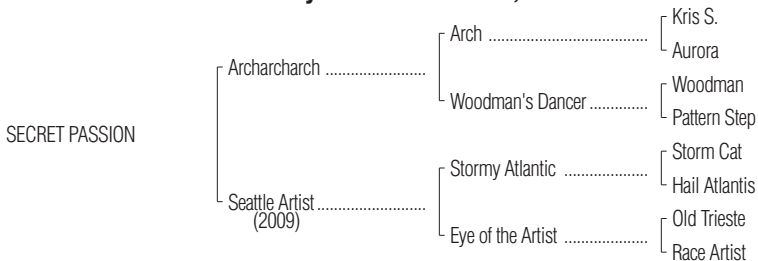 Kris S.
Arch ......................................
Aurora
Archarcharch ........................
Woodman
Woodman's Dancer ..............
Pattern Step
SECRET PASSION
Storm Cat
Stormy Atlantic ....................
Hail Atlantis
Seattle Artist ..........................
(2009)
Old Trieste
Eye of the Artist ....................
Race Artist